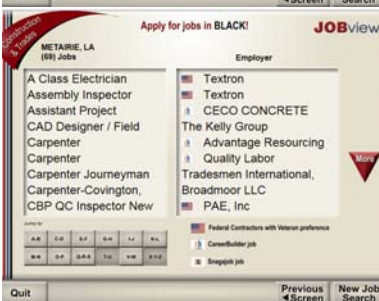 Screen Search
Construction & Trades
Apply for jobs in BLACK!
JOBview
METAIRIE, LA
(69) Jobs
Employer
A Class Electrician
Textron
Assembly Inspector
Textron
Assistant Project
CECO CONCRETE
CAD Designer / Field
The Kelly Group
Carpenter
Advantage Resourcing
Carpenter
Quality Labor
Carpenter Journeyman
Tradesmen International,
Carpenter-Covington,
Broadmoor LLC
CBP QC Inspector New
PAE, Inc
More
Jump to
A-B C-D E-F G-H I-J K-L
M-N O-P Q-R-S T-U V-W X-Y-Z
Federal Contractors with Veteran preference
CareerBuilder job
Snagajob job
Quit
Previous Screen
New Job Search